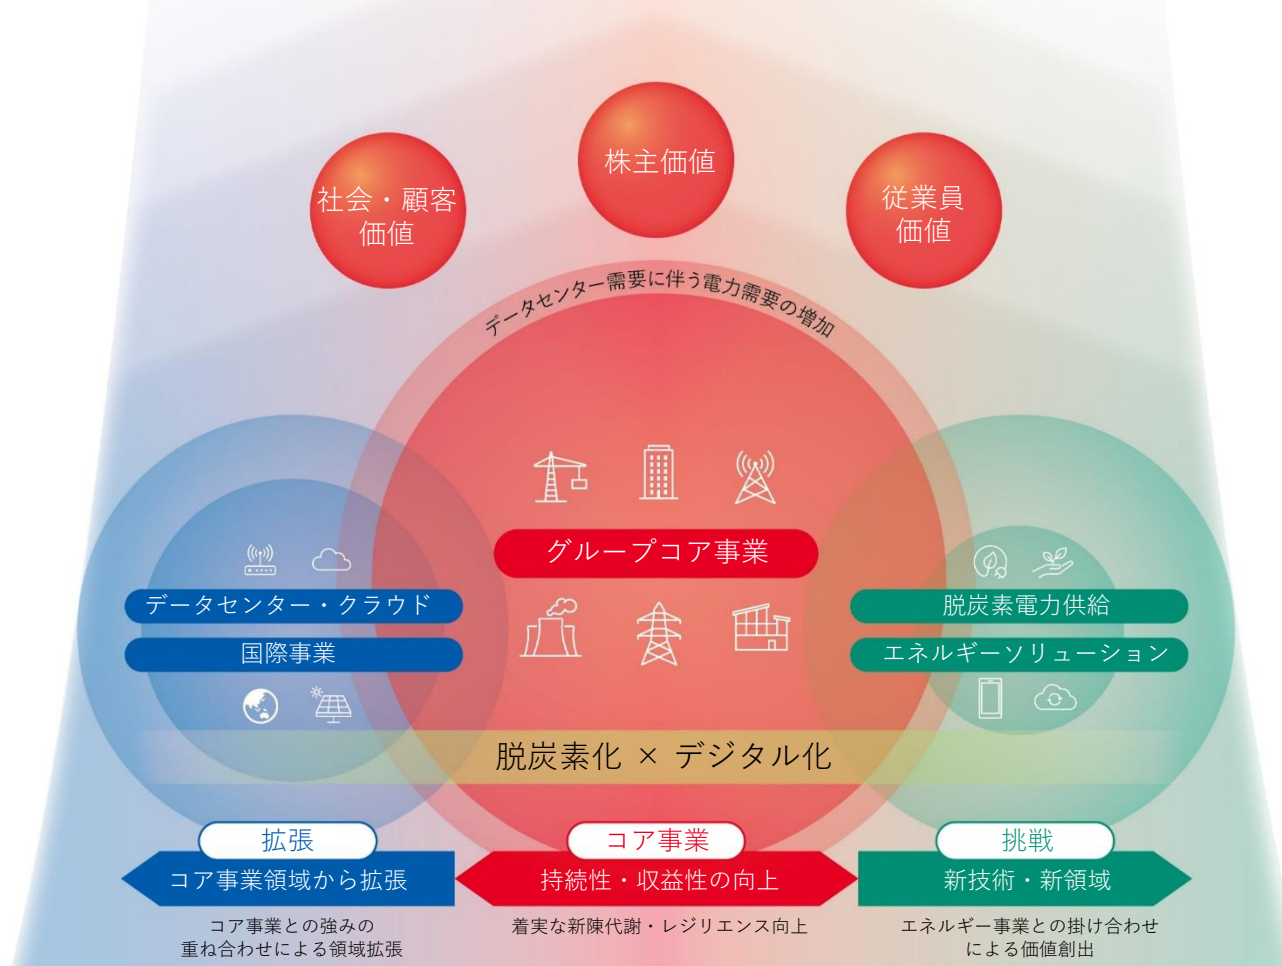 株主価値
社会・顧客
価値
従業員
価値
データセンター需要に伴う電力需要の増加
グループコア事業
データセンター・クラウド
国際事業
脱炭素電力供給
エネルギーソリューション
脱炭素化 × デジタル化
拡張
コア事業領域から拡張
コア事業との強みの
重ね合わせによる領域拡張
コア事業
持続性・収益性の向上
着実な新陳代謝・レジリエンス向上
挑戦
新技術・新領域
エネルギー事業との掛け合わせ
による価値創出